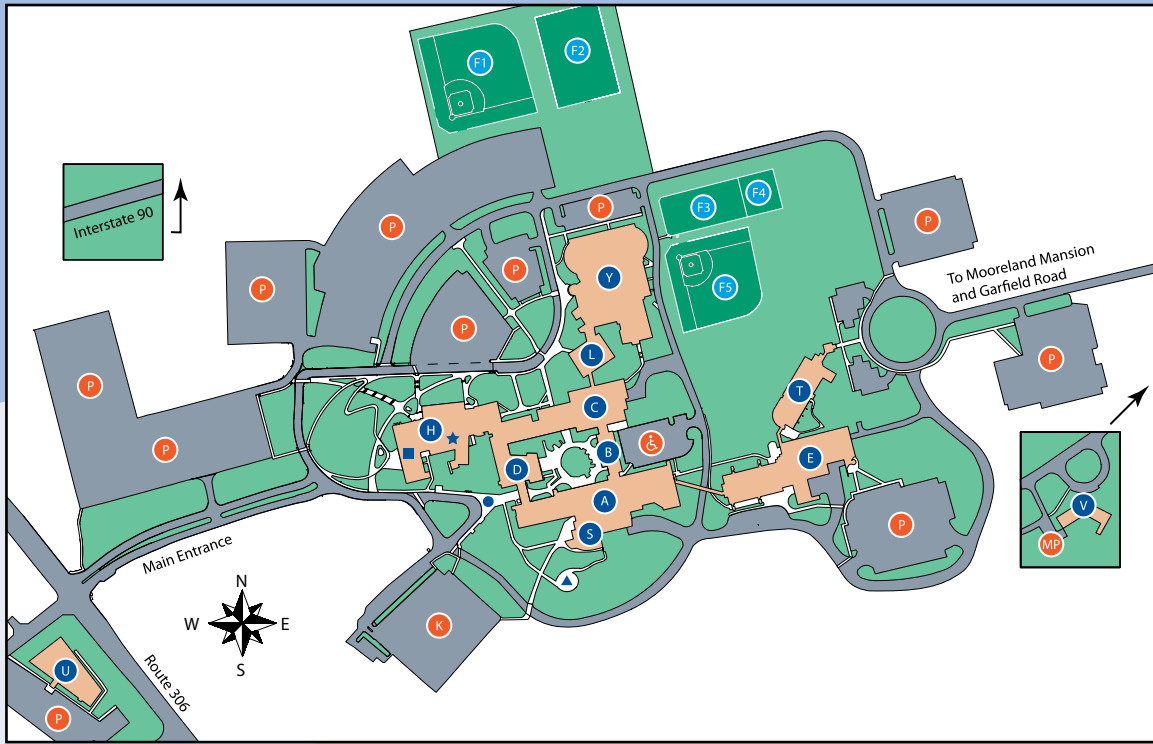 F1
F2
P
Interstate 90
P
P
F3
F4
P
P
Y
P
F5
P
To Mooreland Mansion
and Garfield Road
L
P
P
T
C
H
P
B
D
E
A
V
P
S
MP
Main Entrance
N
W
E
S
K
U
Route 306
P